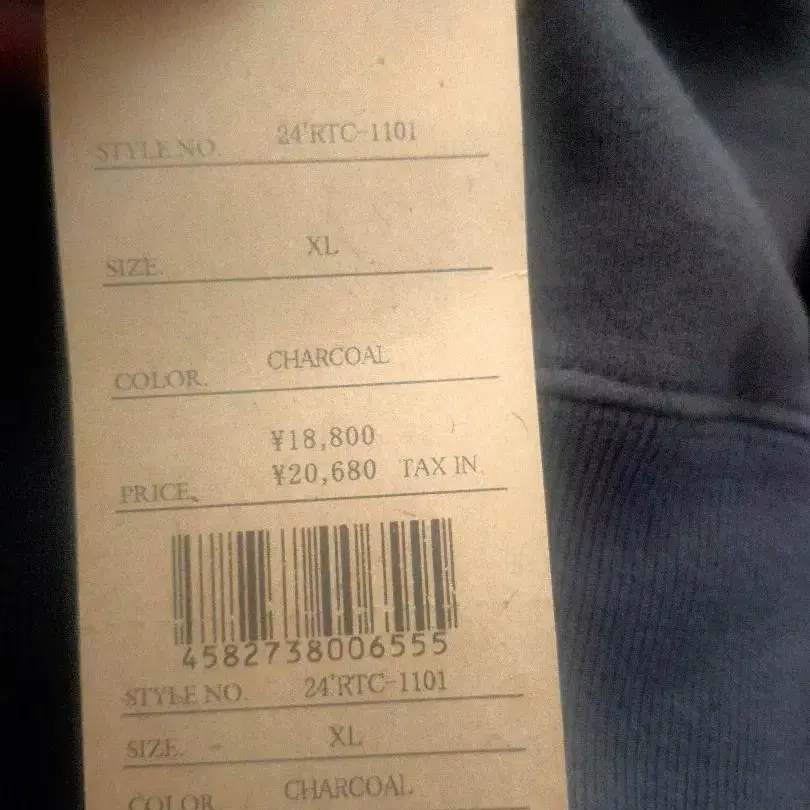 STYLE NO. 24'RTC-1101
SIZE. XL
COLOR. CHARCOAL
¥18,800
PRICE. ¥20,680 TAX IN
4582738006555
STYLE NO. 24'RTC-1101
SIZE. XL
COLOR CHARCOAL